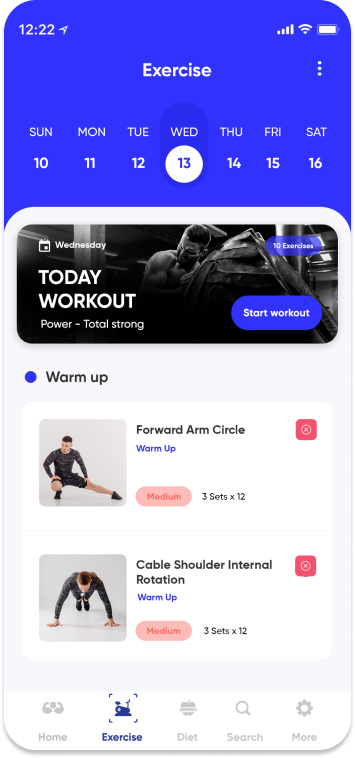 12:22
Exercise
SUN MON TUE WED THU FRI SAT
10 11 12 13 14 15 16
Wednesday
10 Exercises
TODAY
WORKOUT
Power - Total strong
Start workout
Warm up
Forward Arm Circle
Warm Up
Medium 3 Sets x 12
Cable Shoulder Internal
Rotation
Warm Up
Medium 3 Sets x 12
Home Exercise Diet Search More